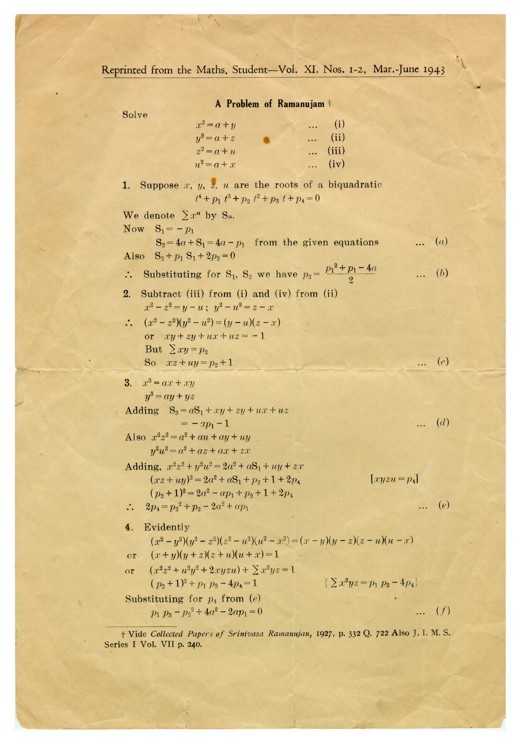 Reprinted from the Maths. Student—Vol. XI. Nos. 1-2, Mar.-June 1943
A Problem of Ramanujam †
Solve
x² = a + y ... (i)
y² = a + z ... (ii)
z² = a + u ... (iii)
u² = a + x ... (iv)
1. Suppose x, y, z, u are the roots of a biquadratic
t⁴ + p₁ t³ + p₂ t² + p₃ t + p₄ = 0
We denote ∑xⁿ by Sₙ.
Now S₁ = − p₁
S₂ = 4a + S₁ = 4a − p₁ from the given equations ... (a)
Also S₂ + p₁ S₁ + 2p₂ = 0
∴ Substituting for S₁, S₂ we have p₂ = (p₁² + p₁ − 4a)/2 ... (b)
2. Subtract (iii) from (i) and (iv) from (ii)
x² − z² = y − u ; y² − u² = z − x
∴ (x² − z²)(y² − u²) = (y − u)(z − x)
or xy + zy + ux + uz = − 1
But ∑xy = p₂
So xz + uy = p₂ + 1 ... (c)
3. x³ = ax + xy
y³ = ay + yz
Adding S₃ = aS₁ + xy + zy + ux + uz
= − ap₁ − 1 ... (d)
Also x²z² = a² + au + ay + uy
y²u² = a² + az + ax + zx
Adding, x²z² + y²u² = 2a² + aS₁ + uy + zx
(xz + uy)² = 2a² + aS₁ + p₂ + 1 + 2p₄ [xyzu = p₄]
(p₂ + 1)² = 2a² − ap₁ + p₂ + 1 + 2p₄
∴ 2p₄ = p₂² + p₂ − 2a² + ap₁ ... (e)
4. Evidently
(x² − y²)(y² − z²)(z² − u²)(u² − x²) = (x − y)(y − z)(z − u)(u − x)
or (x + y)(y + z)(z + u)(u + x) = 1
or (x²z² + u²y² + 2xyzu) + ∑x²yz = 1
(p₂ + 1)² + p₁ p₃ − 4p₄ = 1 {∑x²yz = p₁ p₃ − 4p₄}
Substituting for p₄ from (e)
p₁ p₃ − p₂² + 4a² − 2ap₁ = 0 ... (f)
† Vide Collected Papers of Srinivasa Ramanujan, 1927, p. 332 Q. 722 Also J. I. M. S.
Series I Vol. VII p. 240.